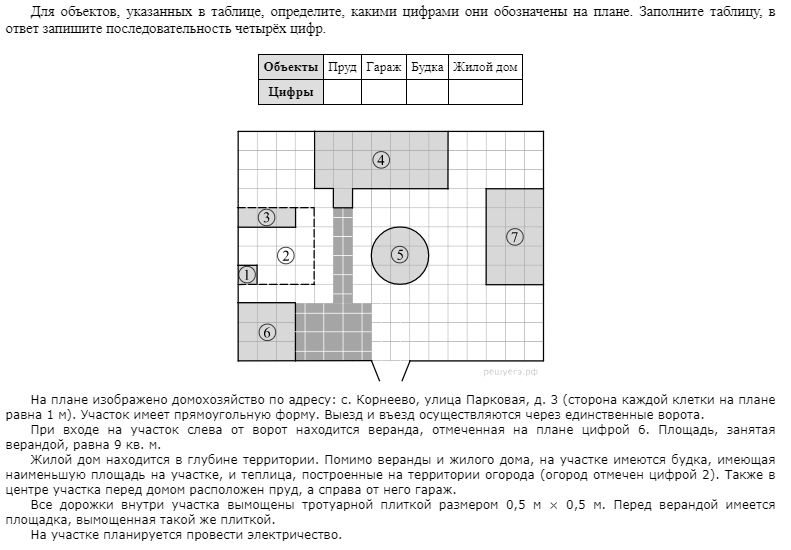 Для объектов, указанных в таблице, определите, какими цифрами они обозначены на плане. Заполните таблицу, в
ответ запишите последовательность четырёх цифр.
Объекты Пруд Гараж Будка Жилой дом
Цифры
4
3
7
2
5
1
6
решуегэ.рф
На плане изображено домохозяйство по адресу: с. Корнеево, улица Парковая, д. 3 (сторона каждой клетки на плане
равна 1 м). Участок имеет прямоугольную форму. Выезд и въезд осуществляются через единственные ворота.
При входе на участок слева от ворот находится веранда, отмеченная на плане цифрой 6. Площадь, занятая
верандой, равна 9 кв. м.
Жилой дом находится в глубине территории. Помимо веранды и жилого дома, на участке имеются будка, имеющая
наименьшую площадь на участке, и теплица, построенные на территории огорода (огород отмечен цифрой 2). Также в
центре участка перед домом расположен пруд, а справа от него гараж.
Все дорожки внутри участка вымощены тротуарной плиткой размером 0,5 м × 0,5 м. Перед верандой имеется
площадка, вымощенная такой же плиткой.
На участке планируется провести электричество.